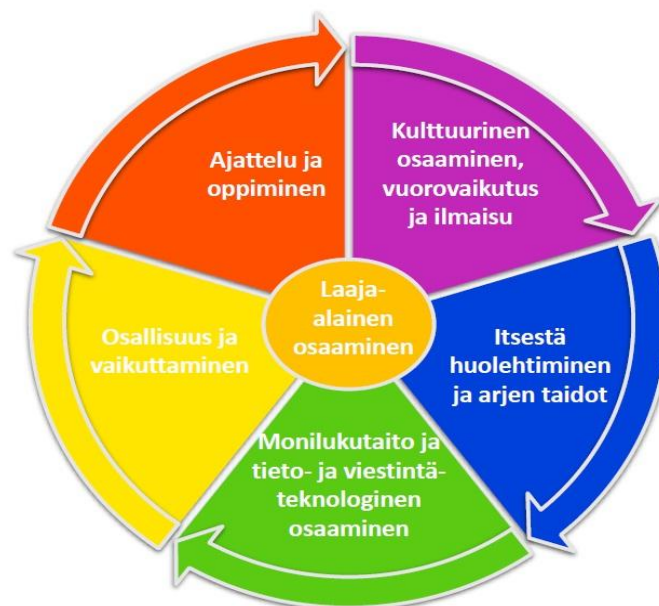 Ajattelu ja
oppiminen
Kulttuurinen
osaaminen,
vuorovaikutus
ja ilmaisu
Itsestä
huolehtiminen
ja arjen taidot
Monilukutaito ja
tieto- ja viestintä-
teknologinen
osaaminen
Osallisuus ja
vaikuttaminen
Laaja-
alainen
osaaminen